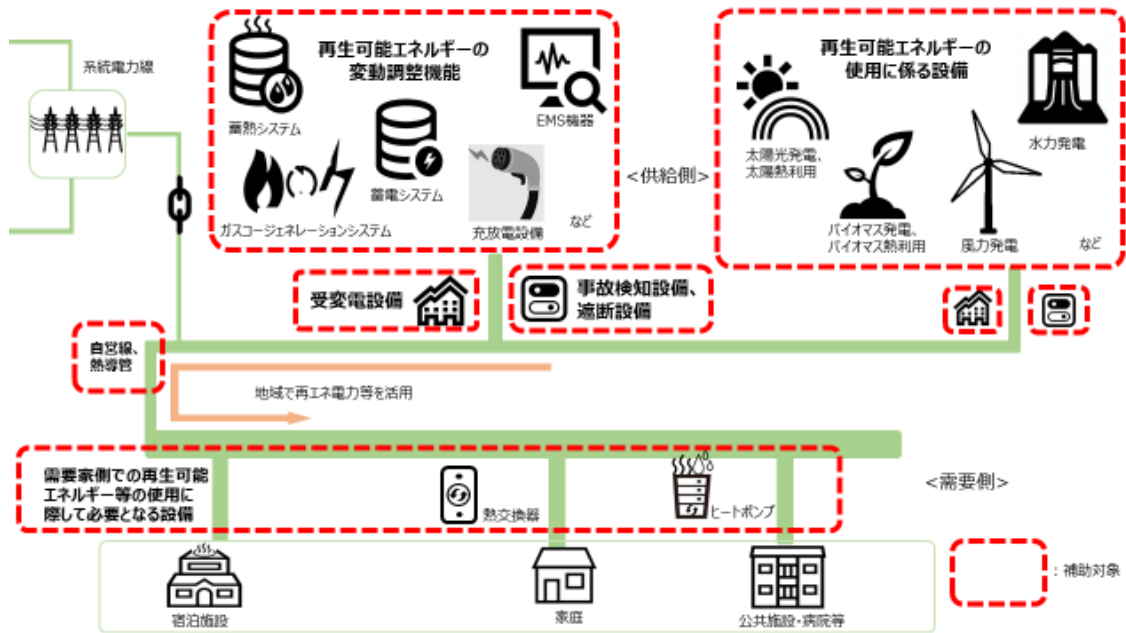 系統電力線
再生可能エネルギーの
変動調整機能
蓄熱システム
EMS機器
蓄電システム
ガスコージェネレーションシステム
充放電設備
など
<供給側>
再生可能エネルギーの
使用に係る設備
太陽光発電、
太陽熱利用
水力発電
バイオマス発電、
バイオマス熱利用
風力発電
など
受変電設備
事故検知設備、
遮断設備
自営線、
熱導管
地域で再エネ電力等を活用
需要家側での再生可能
エネルギー等の使用に
際して必要となる設備
熱交換器
ヒートポンプ
<需要側>
宿泊施設
家庭
公共施設・病院等
：補助対象